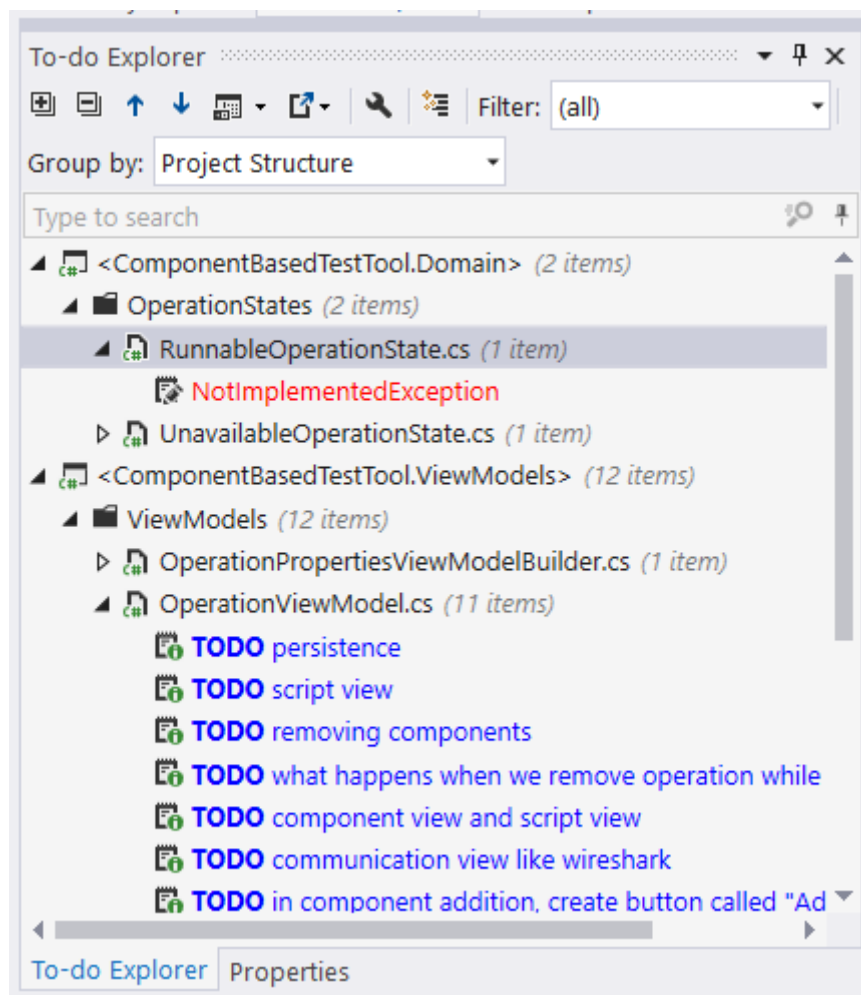 To-do Explorer
Filter: (all)
Group by: Project Structure
Type to search
<ComponentBasedTestTool.Domain> (2 items)
OperationStates (2 items)
RunnableOperationState.cs (1 item)
NotImplementedException
UnavailableOperationState.cs (1 item)
<ComponentBasedTestTool.ViewModels> (12 items)
ViewModels (12 items)
OperationPropertiesViewModelBuilder.cs (1 item)
OperationViewModel.cs (11 items)
TODO persistence
TODO script view
TODO removing components
TODO what happens when we remove operation while
TODO component view and script view
TODO communication view like wireshark
TODO in component addition, create button called "Ad
To-do Explorer Properties